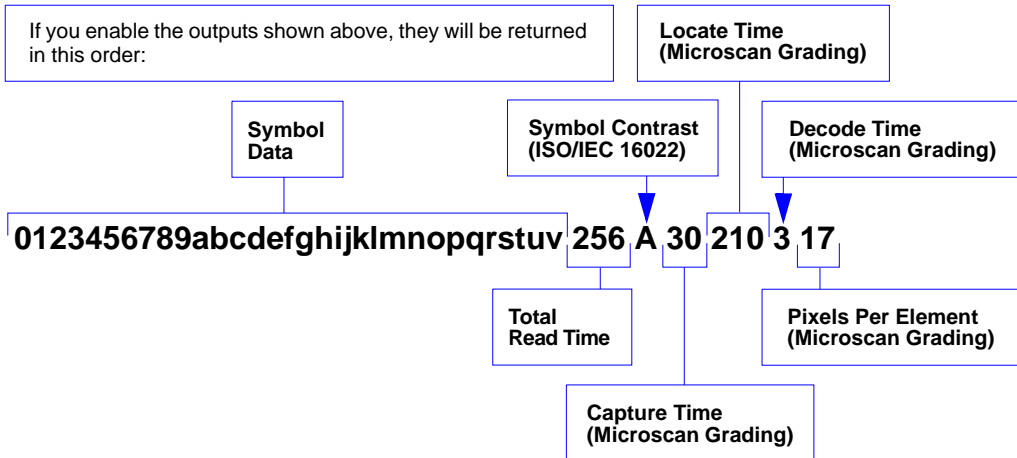 If you enable the outputs shown above, they will be returned
in this order:
Locate Time
(Microscan Grading)
Symbol
Data
Symbol Contrast
(ISO/IEC 16022)
Decode Time
(Microscan Grading)
0123456789abcdefghijklmnopqrstuv 256 A 30 210 3 17
Total
Read Time
Pixels Per Element
(Microscan Grading)
Capture Time
(Microscan Grading)